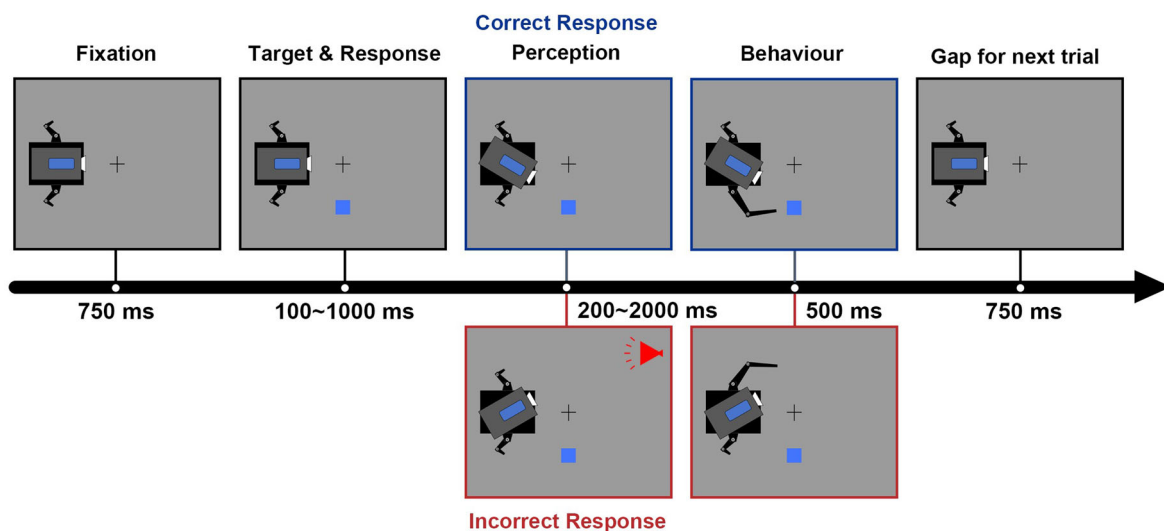 Correct Response
Fixation
Target & Response
Perception
Behaviour
Gap for next trial
750 ms
100~1000 ms
200~2000 ms
500 ms
750 ms
Incorrect Response